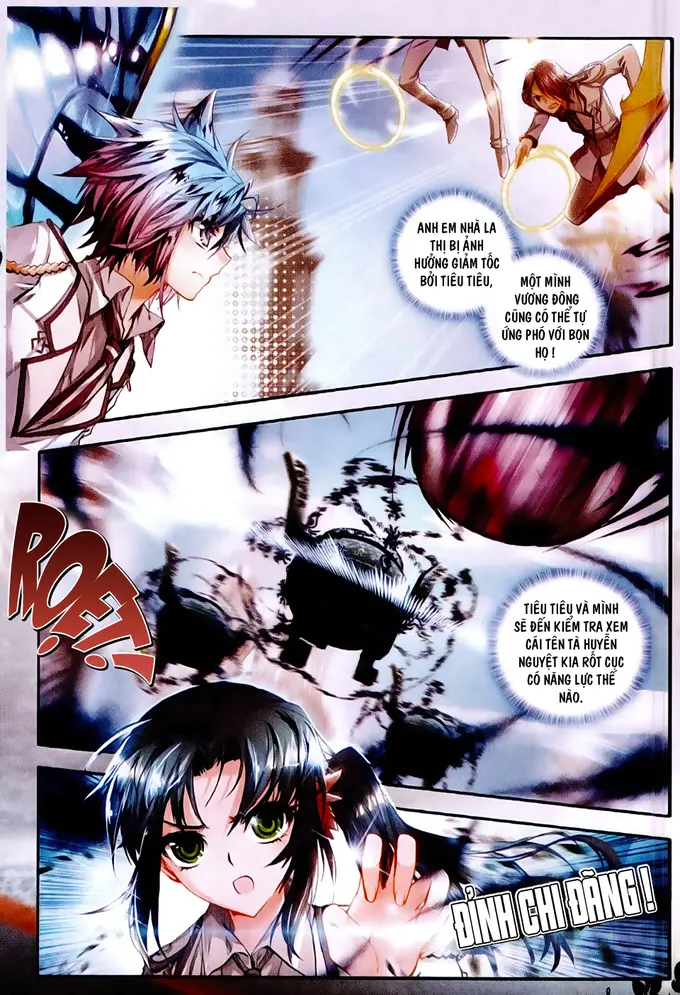 ANH EM NHÀ LA
THỊ BỊ ẢNH
HƯỞNG GIẢM TỐC
BỞI TIÊU TIÊU,
MỘT MÌNH
VƯƠNG ĐÔNG
CŨNG CÓ THỂ TỰ
ỨNG PHÓ VỚI BỌN
HỌ !
ROẸT!
TIÊU TIÊU VÀ MÌNH
SẼ ĐẾN KIỂM TRA XEM
CÁI TÊN TÀ HUYỄN
NGUYỆT KIA RỐT CỤC
CÓ NĂNG LỰC THẾ
NÀO.
ĐỈNH CHI ĐÃNG !